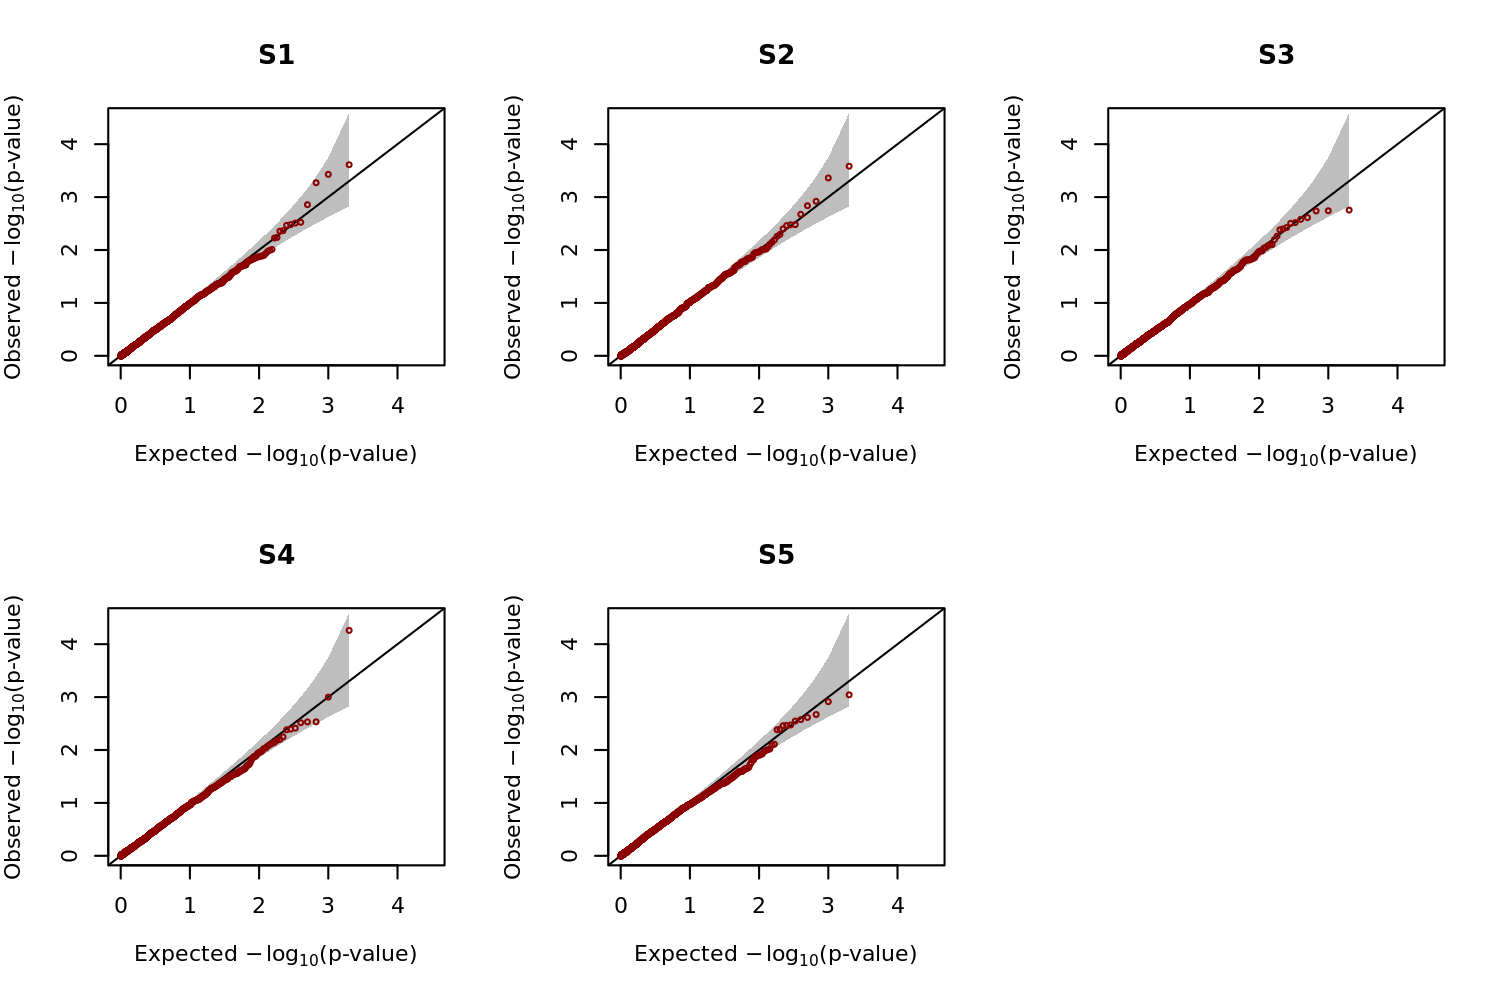 S1
S2
S3
Observed −log10(p-value)
4
3
2
1
0
0 1 2 3 4
Expected −log10(p-value)
Observed −log10(p-value)
4
3
2
1
0
0 1 2 3 4
Expected −log10(p-value)
Observed −log10(p-value)
4
3
2
1
0
0 1 2 3 4
Expected −log10(p-value)
S4
S5
Observed −log10(p-value)
4
3
2
1
0
0 1 2 3 4
Expected −log10(p-value)
Observed −log10(p-value)
4
3
2
1
0
0 1 2 3 4
Expected −log10(p-value)